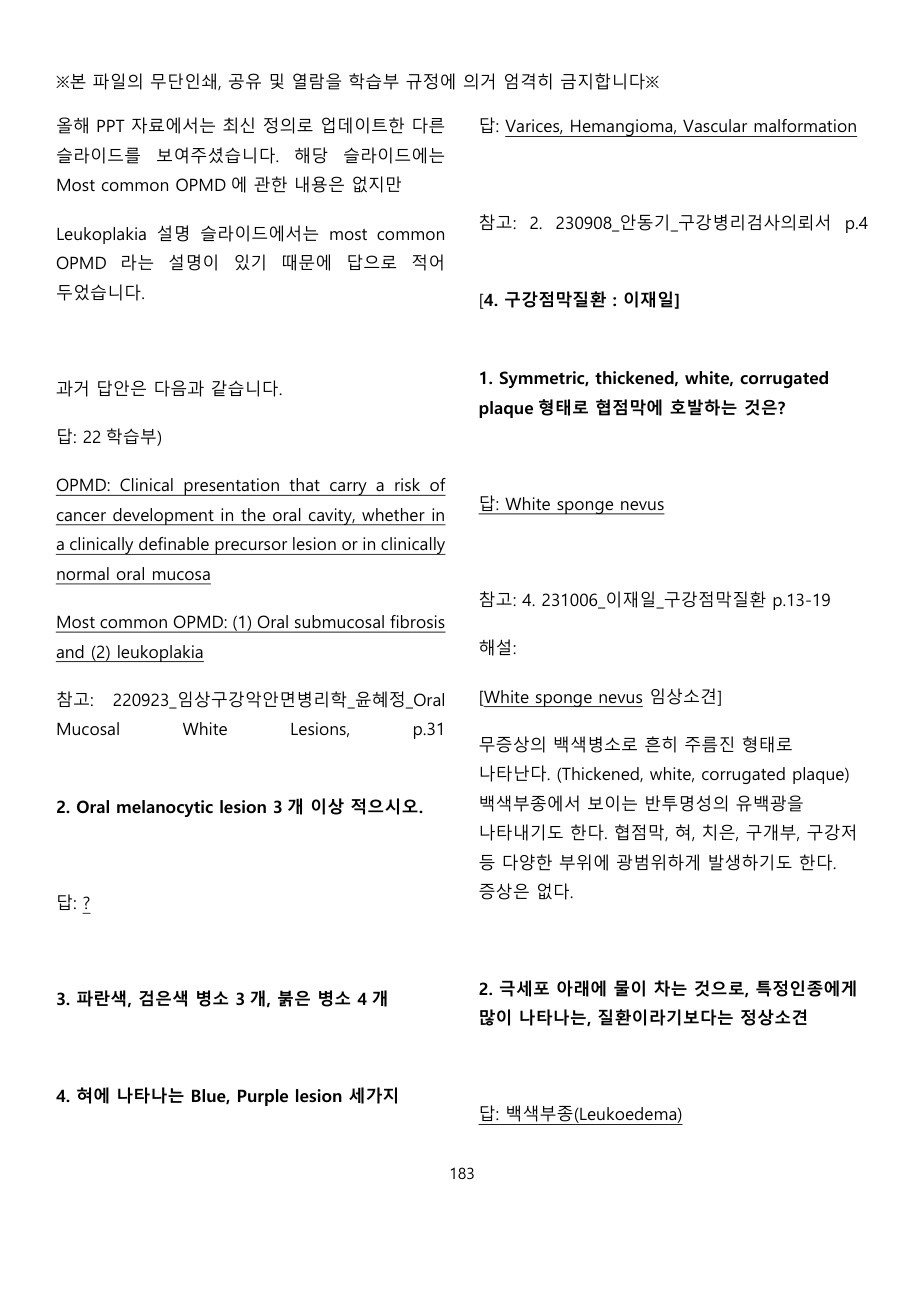 ※본 파일의 무단인쇄, 공유 및 열람을 학습부 규정에 의거 엄격히 금지합니다※
올해 PPT 자료에서는 최신 정의로 업데이트한 다른
슬라이드를 보여주셨습니다. 해당 슬라이드에는
Most common OPMD 에 관한 내용은 없지만
Leukoplakia 설명 슬라이드에서는 most common
OPMD 라는 설명이 있기 때문에 답으로 적어
두었습니다.
과거 답안은 다음과 같습니다.
답: 22 학습부)
OPMD: Clinical presentation that carry a risk of
cancer development in the oral cavity, whether in
a clinically definable precursor lesion or in clinically
normal oral mucosa
Most common OPMD: (1) Oral submucosal fibrosis
and (2) leukoplakia
참고: 220923_임상구강악안면병리학_윤혜정_Oral
Mucosal White Lesions, p.31
2. Oral melanocytic lesion 3 개 이상 적으시오.
답: ?
3. 파란색, 검은색 병소 3 개, 붉은 병소 4 개
4. 혀에 나타나는 Blue, Purple lesion 세가지
답: Varices, Hemangioma, Vascular malformation
참고: 2. 230908_안동기_구강병리검사의뢰서 p.4
[4. 구강점막질환 : 이재일]
1. Symmetric, thickened, white, corrugated
plaque 형태로 협점막에 호발하는 것은?
답: White sponge nevus
참고: 4. 231006_이재일_구강점막질환 p.13-19
해설:
[White sponge nevus 임상소견]
무증상의 백색병소로 흔히 주름진 형태로
나타난다. (Thickened, white, corrugated plaque)
백색부종에서 보이는 반투명성의 유백광을
나타내기도 한다. 협점막, 혀, 치은, 구개부, 구강저
등 다양한 부위에 광범위하게 발생하기도 한다.
증상은 없다.
2. 극세포 아래에 물이 차는 것으로, 특정인종에게
많이 나타나는, 질환이라기보다는 정상소견
답: 백색부종(Leukoedema)
183